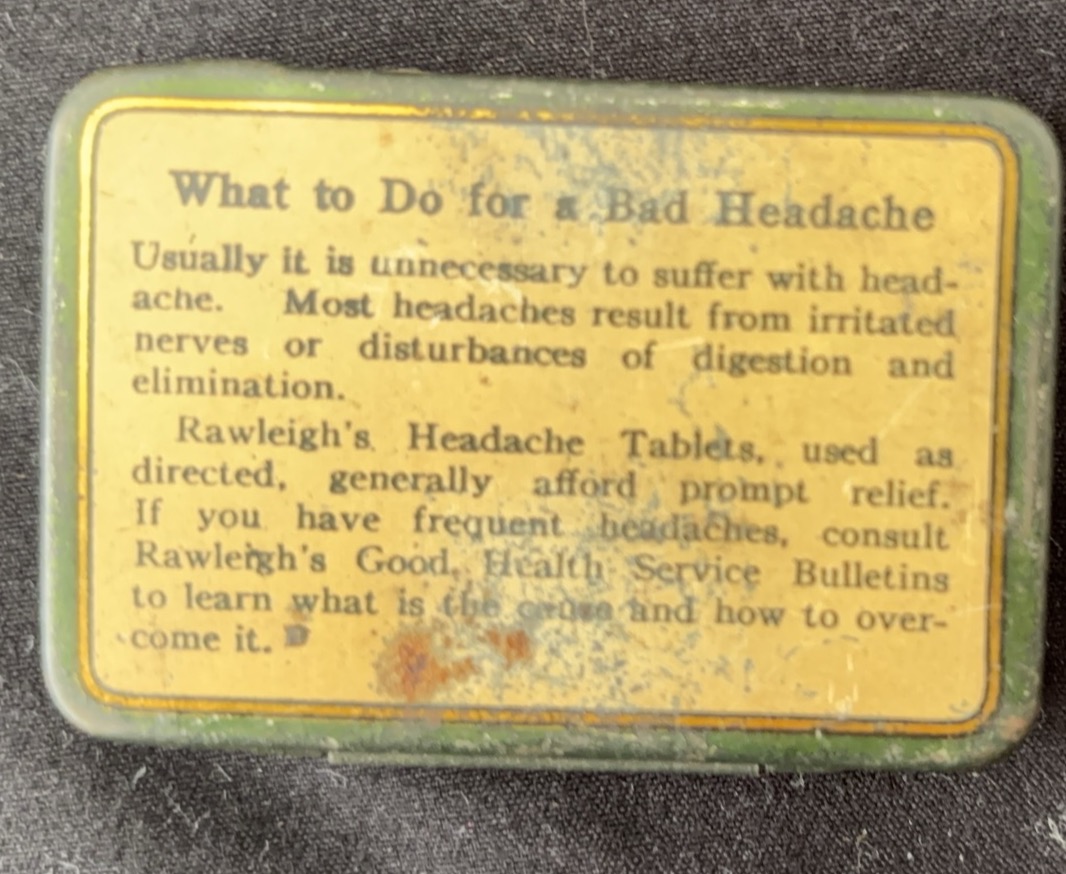 What to Do for a Bad Headache
Usually it is unnecessary to suffer with head-
ache. Most headaches result from irritated
nerves or disturbances of digestion and
elimination.
Rawleigh's Headache Tablets, used as
directed, generally afford prompt relief.
If you have frequent headaches, consult
Rawleigh's Good Health Service Bulletins
to learn what is the cause and how to over-
come it.